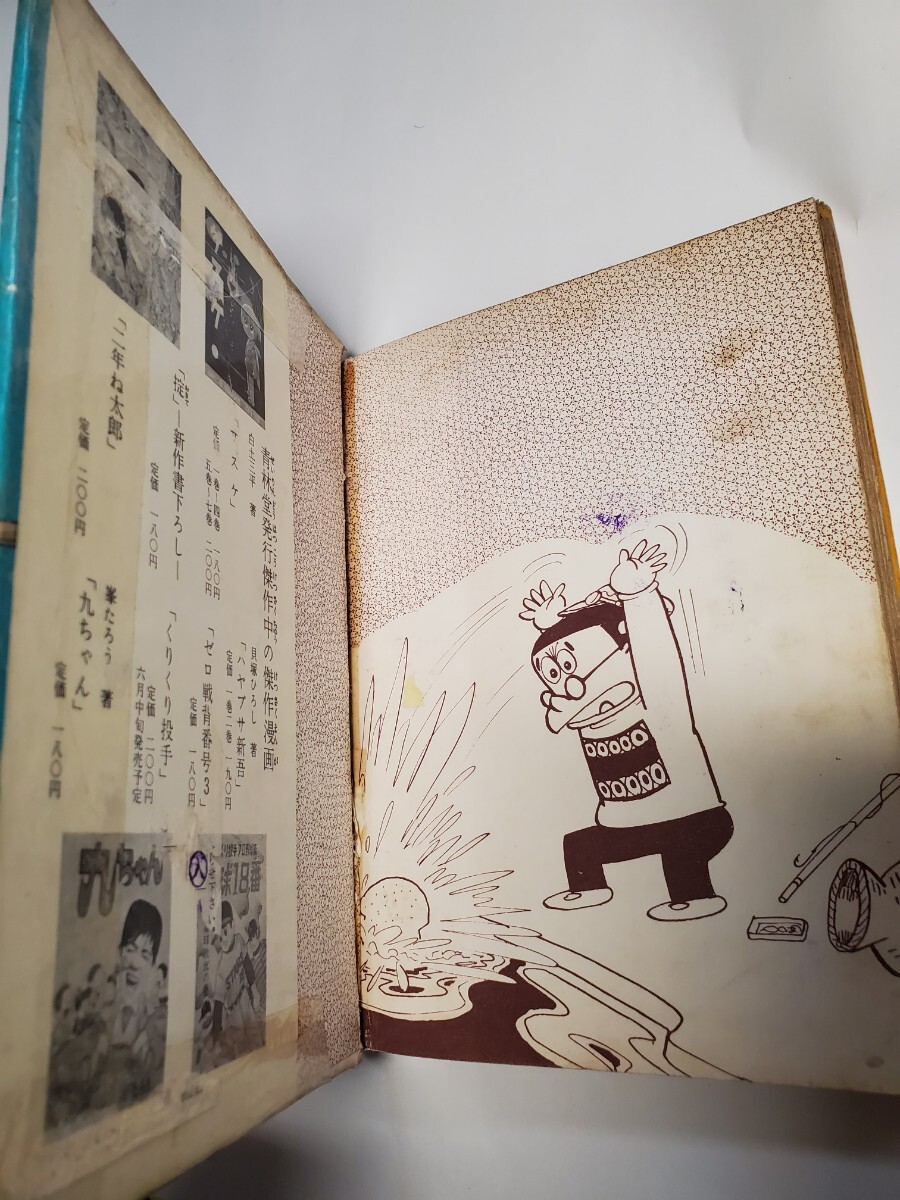 青林堂発行傑作中の傑作漫画
サスケ
白土三平 著
「サスケ」
定価 一巻-四巻 一八〇円
五巻-七巻 二〇〇円
貝塚ひろし 著
「ハヤブサ新吾」
定価 一巻二巻 一九〇円
「ゼロ戦背番号3」
定価 一八〇円
「掟」—新作書下ろし—
定価 一八〇円
「くりくり投手」
定価 二〇〇円
六月中旬発売予定
「二年ね太郎」
定価 二〇〇円
峯たろう 著
「九ちゃん」
定価 一八〇円
九ちゃん
球18番